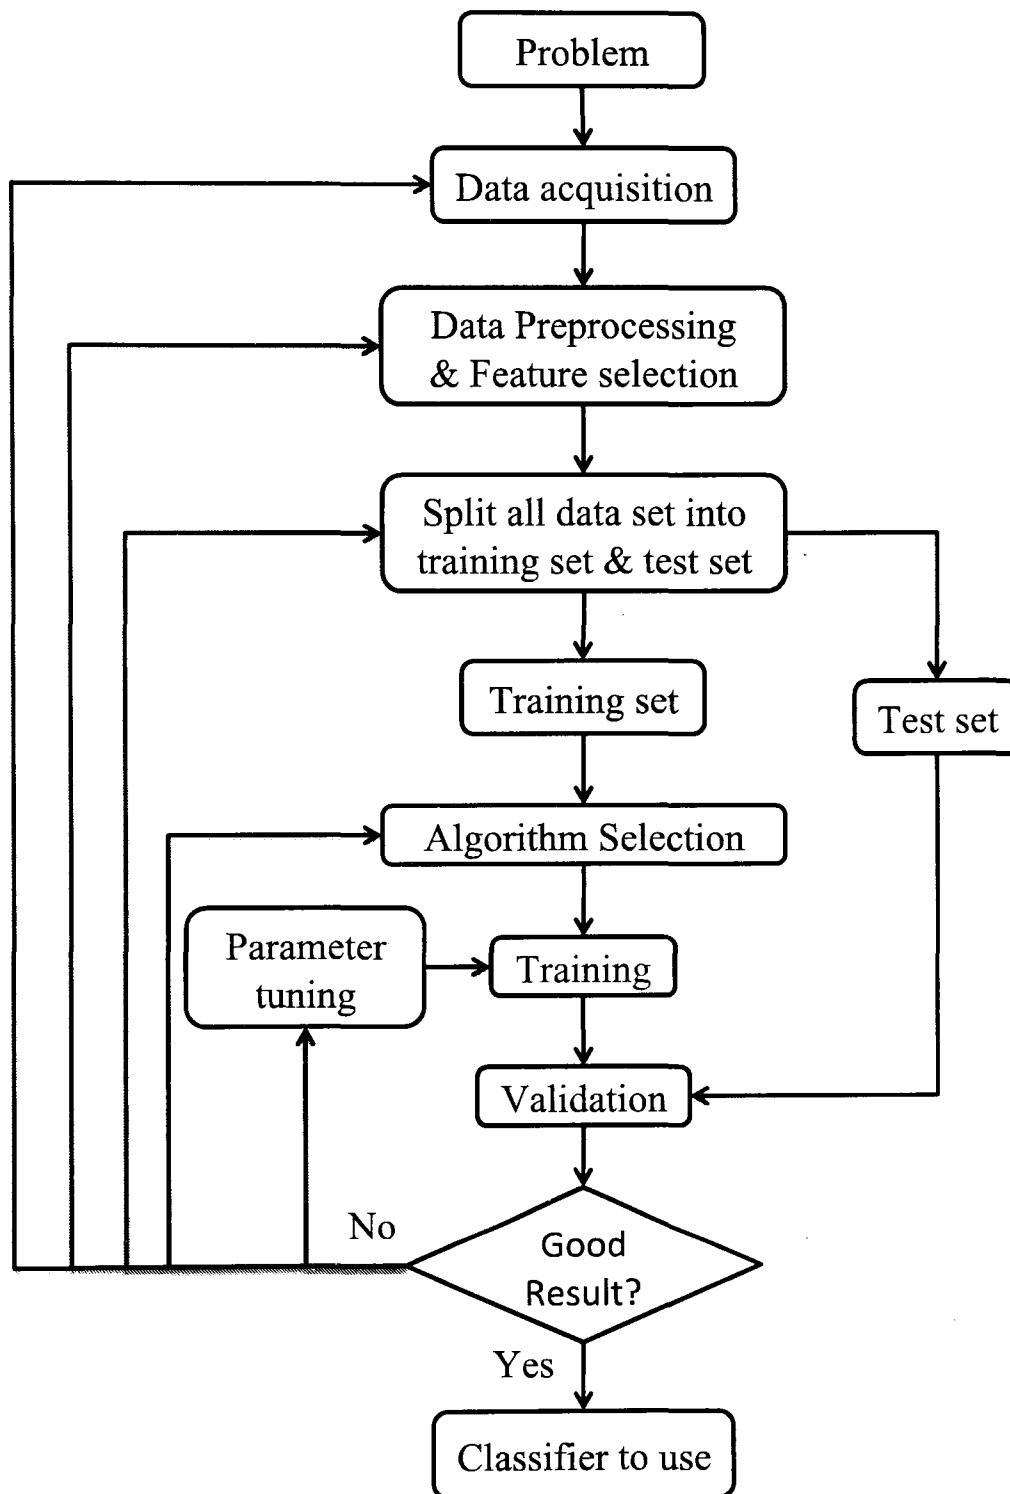 Problem
Data acquisition
Data Preprocessing
& Feature selection
Split all data set into
training set & test set
Training set
Test set
Algorithm Selection
Parameter
tuning
Training
Validation
No
Good
Result?
Yes
Classifier to use